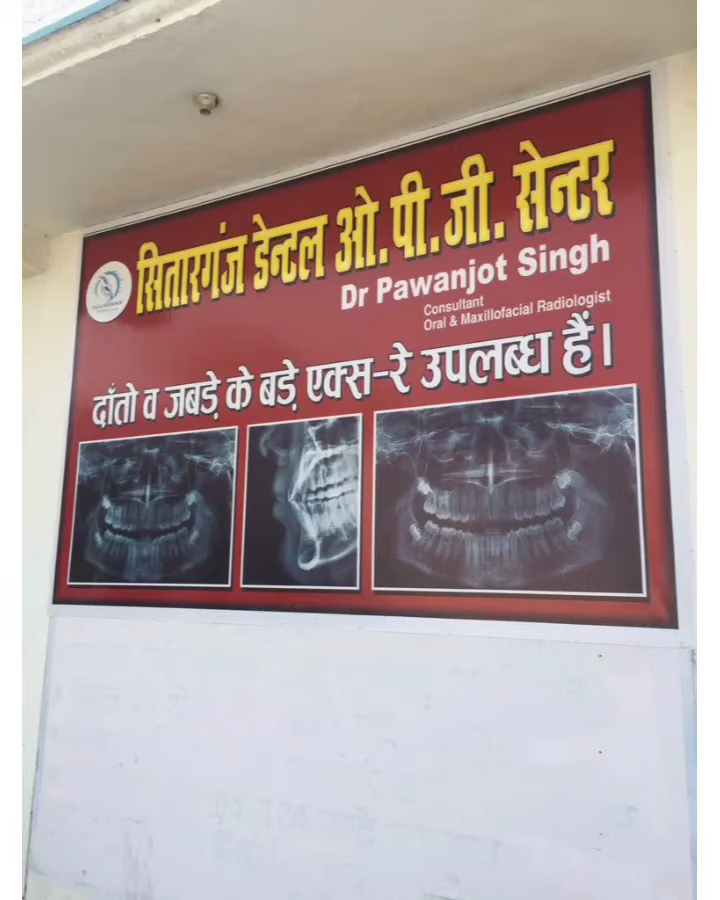 सितारगंज डेन्टल ओ. पी. जी. सेन्टर
Dr Pawanjot Singh
Consultant
Oral & Maxillofacial Radiologist
दाँतो व जबड़े के बड़े एक्स-रे उपलब्ध हैं।